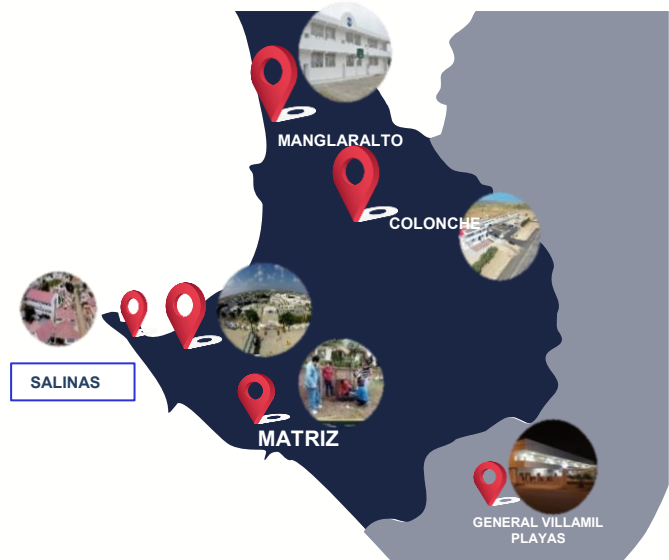 MANGLARALTO
COLONCHE
SALINAS
MATRIZ
GENERAL VILLAMIL
PLAYAS